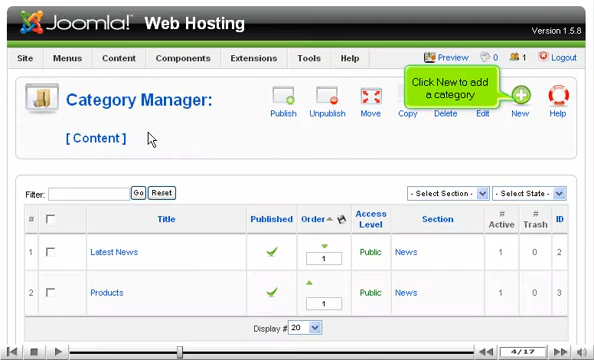 Joomla! Web Hosting
Version 1.5.8
Site Menus Content Components Extensions Tools Help Preview 0 1 Logout
Click New to add
a category
Category Manager:
[ Content ]
Publish Unpublish Move Copy Delete Edit New Help
Filter: Go Reset - Select Section - - Select State -
# Title Published Order Access Level Section # Active # Trash ID
1 Latest News 1 Public News 1 0 2
2 Products 1 Public News 1 0 3
Display # 20
4/17